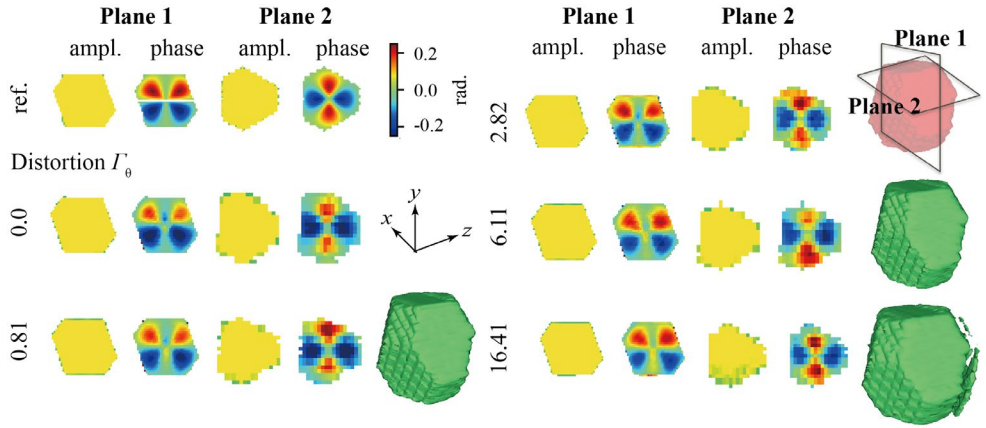 Plane 1 Plane 2
ampl. phase ampl. phase
ref.
0.2
0.0
-0.2
rad.
Distortion Γθ
0.0
y
x
z
0.81
Plane 1 Plane 2
ampl. phase ampl. phase
2.82
Plane 1
Plane 2
6.11
16.41